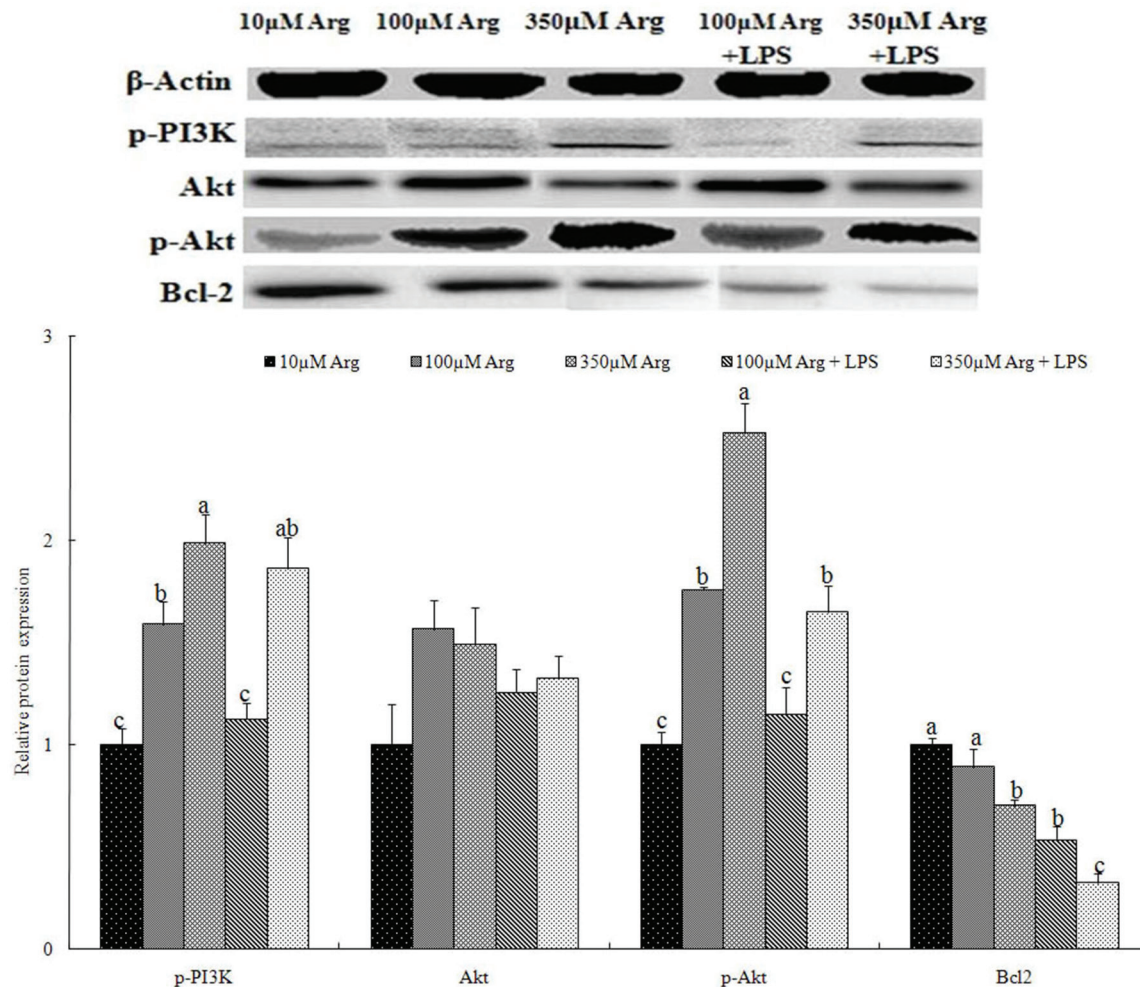 10µM Arg 100µM Arg 350µM Arg 100µM Arg 350µM Arg
+LPS +LPS
β-Actin
p-PI3K
Akt
p-Akt
Bcl-2
3
10µM Arg 100µM Arg 350µM Arg 100µM Arg + LPS 350µM Arg + LPS
a
2
a ab
b
b b
c
c
c c
a a
b
b
c
1
0
Relative protein expression
p-PI3K Akt p-Akt Bcl2